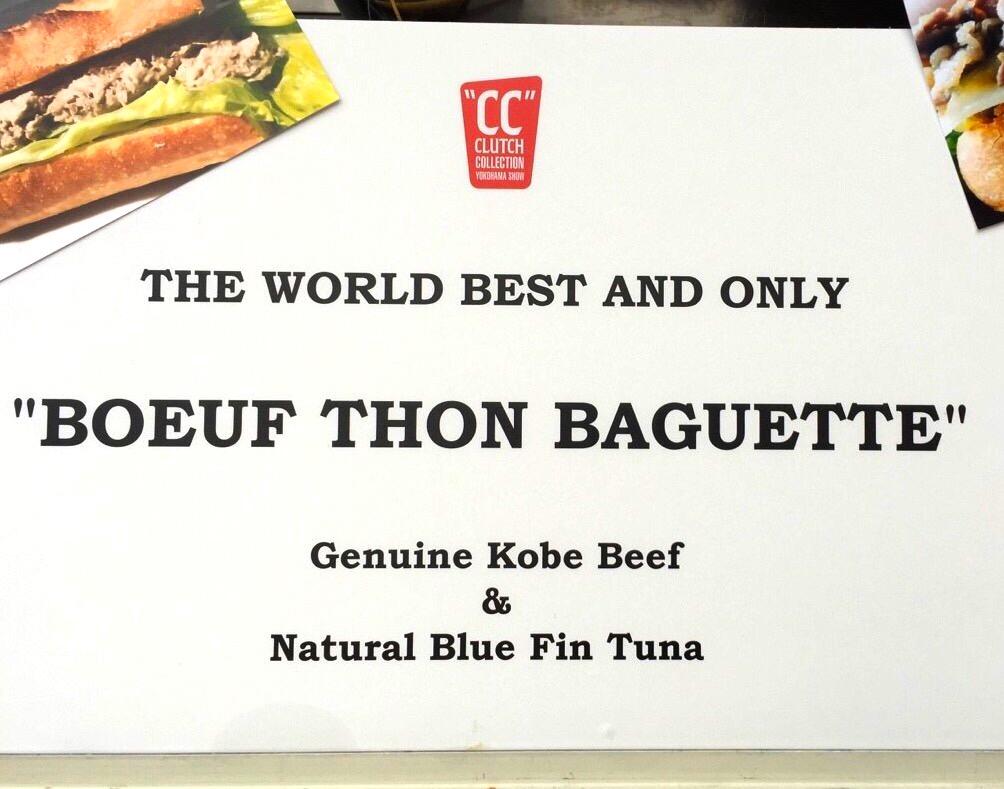 "CC"
CLUTCH
COLLECTION
YOKOHAMA SHOW
THE WORLD BEST AND ONLY
"BOEUF THON BAGUETTE"
Genuine Kobe Beef
&
Natural Blue Fin Tuna